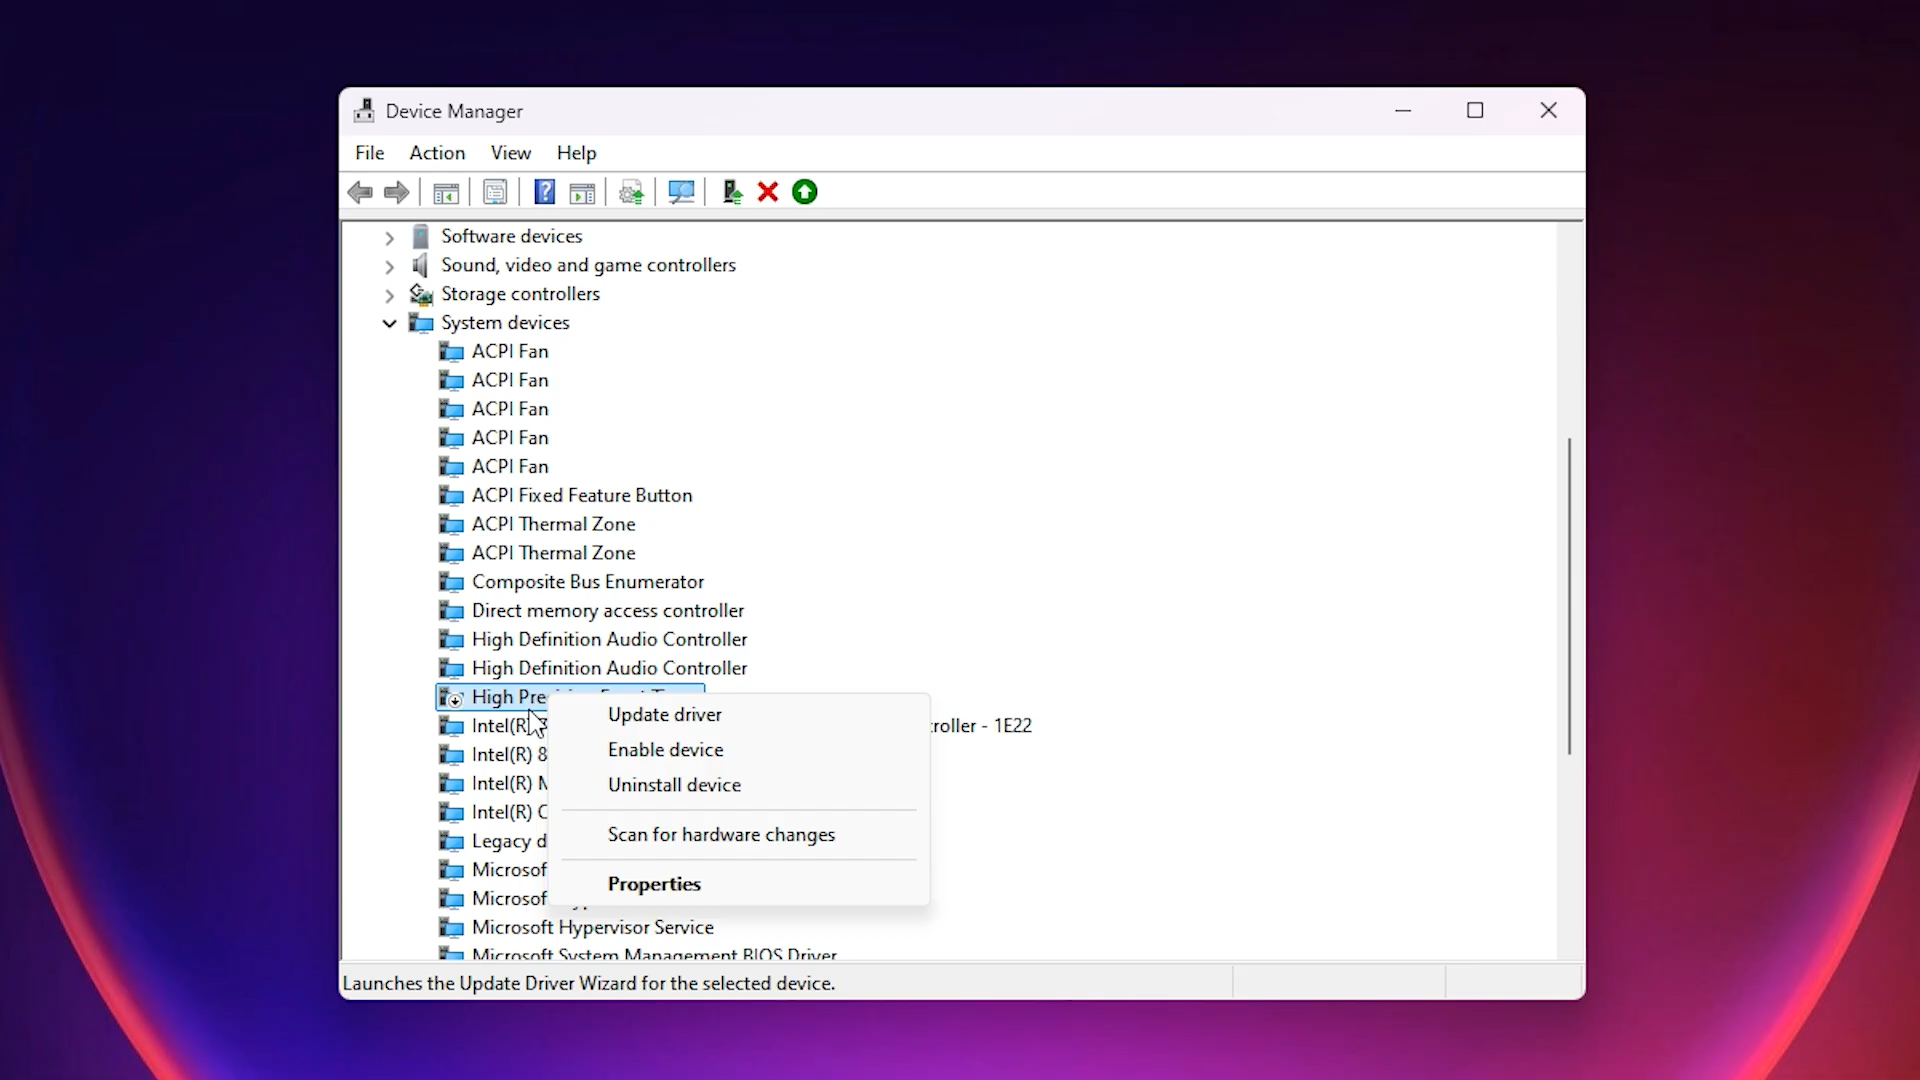 Device Manager
File Action View Help
Software devices
Sound, video and game controllers
Storage controllers
System devices
ACPI Fan
ACPI Fan
ACPI Fan
ACPI Fan
ACPI Fan
ACPI Fixed Feature Button
ACPI Thermal Zone
ACPI Thermal Zone
Composite Bus Enumerator
Direct memory access controller
High Definition Audio Controller
High Definition Audio Controller
High
Intel(R) troller - 1E22
Intel(R) 8
Intel(R) M
Intel(R) C
Legacy d
Microsof
Microsof
Microsoft Hypervisor Service
Microsoft System Management BIOS Driver
Update driver
Enable device
Uninstall device
Scan for hardware changes
Properties
Launches the Update Driver Wizard for the selected device.